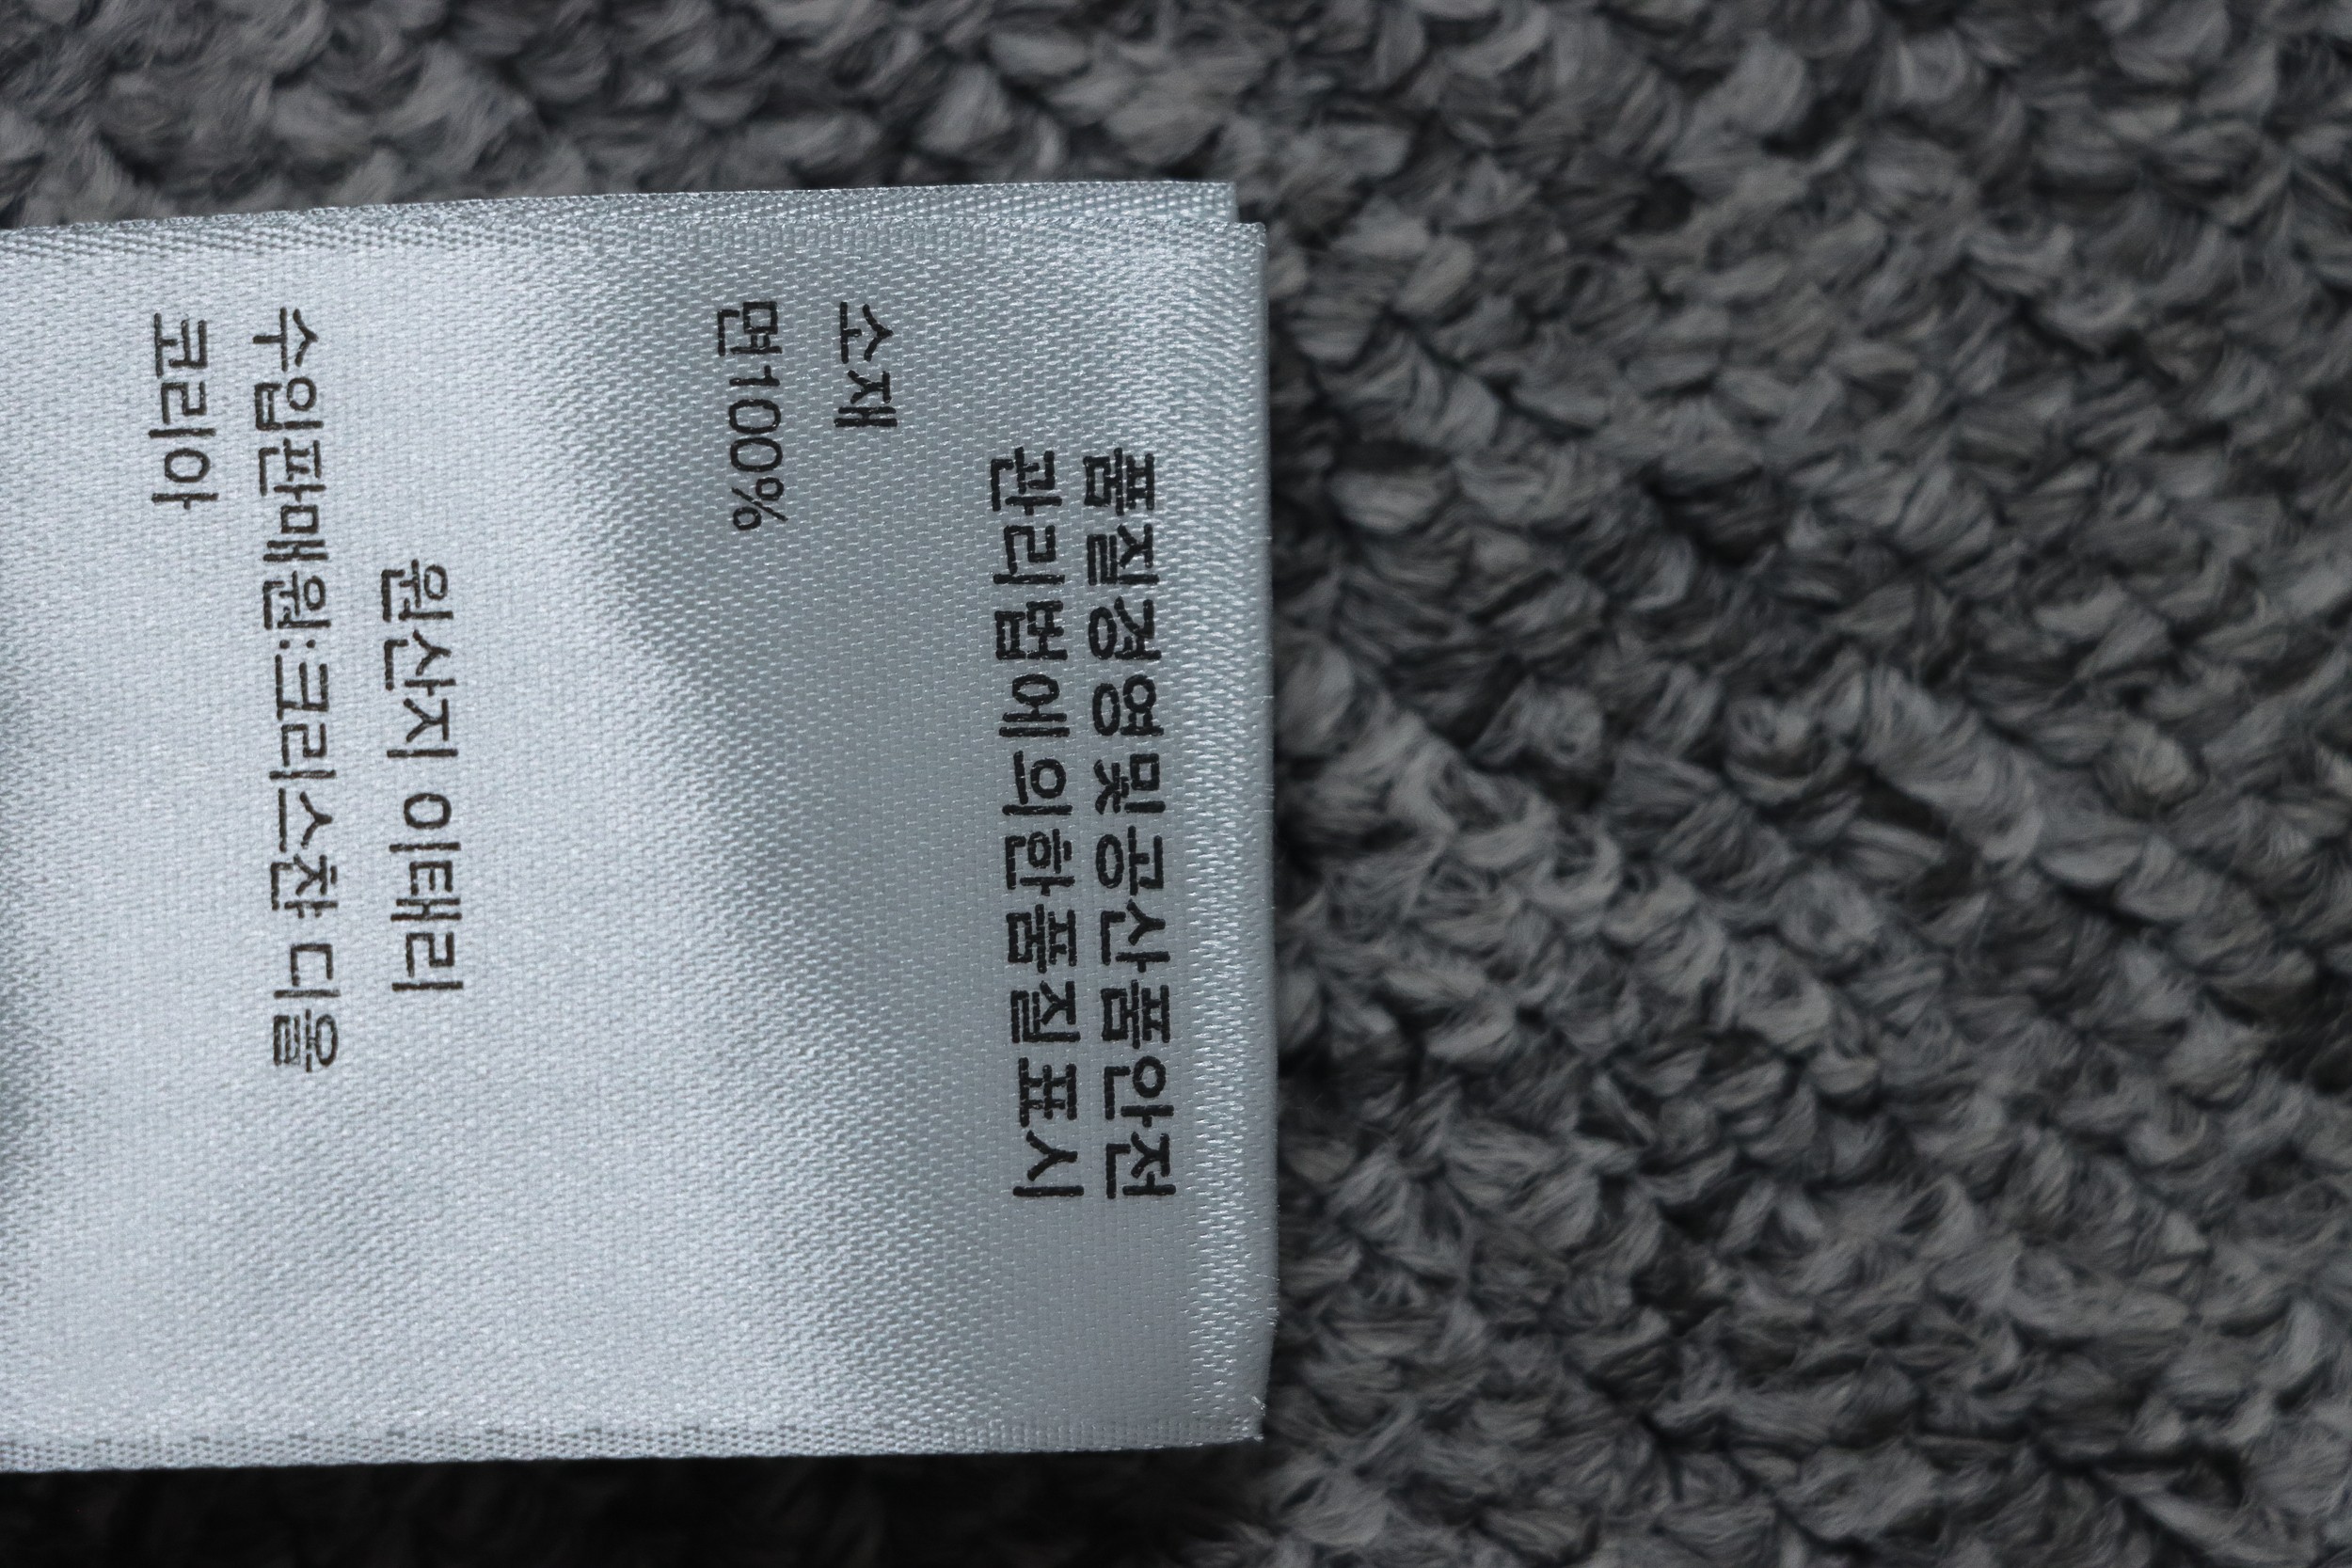 품질경영및공산품안전
관리법에의한품질표시
소재
면100%
원산지 이태리
수입판매원:크리스찬 디올
코리아